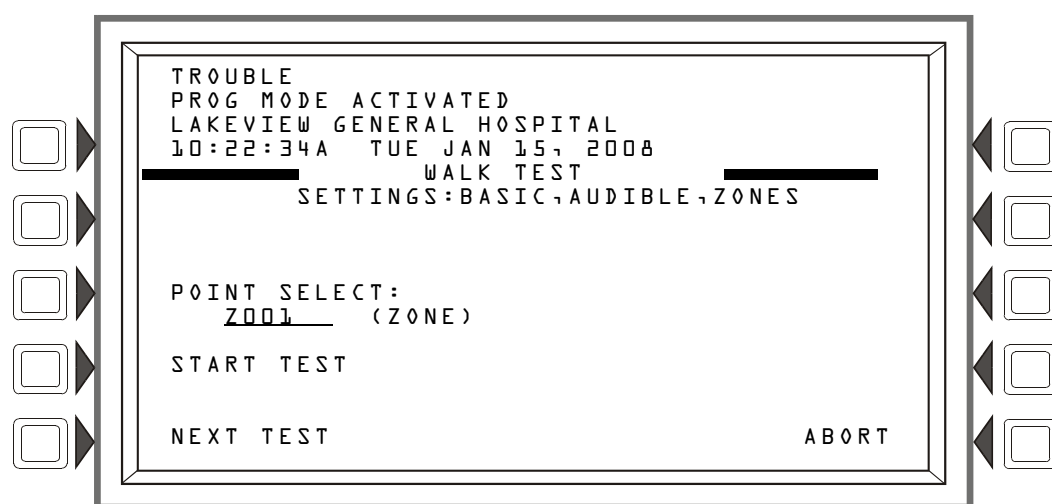 TROUBLE
PROG MODE ACTIVATED
LAKEVIEW GENERAL HOSPITAL
10:22:34A TUE JAN 15, 2008
WALK TEST
SETTINGS:BASIC,AUDIBLE,ZONES
POINT SELECT:
Z001 (ZONE)
START TEST
NEXT TEST ABORT